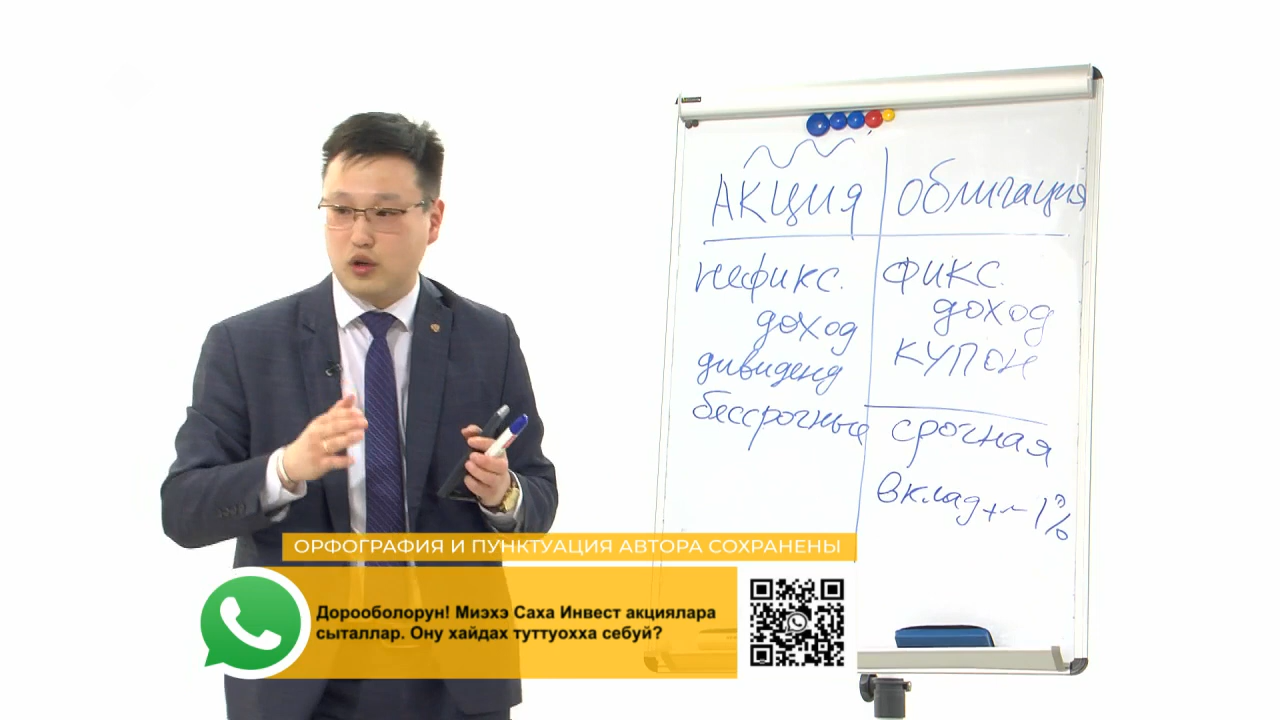 АКЦИЯ
Облигация
нефикс.
доход
дивиденд
бессрочные
ФИКС.
доход
КУПОН
срочная
вклад +~ 1%
ОРФОГРАФИЯ И ПУНКТУАЦИЯ АВТОРА СОХРАНЕНЫ
Дорооболорун! Миэхэ Саха Инвест акциялара
сыталлар. Ону хайдах туттуохха себуй?